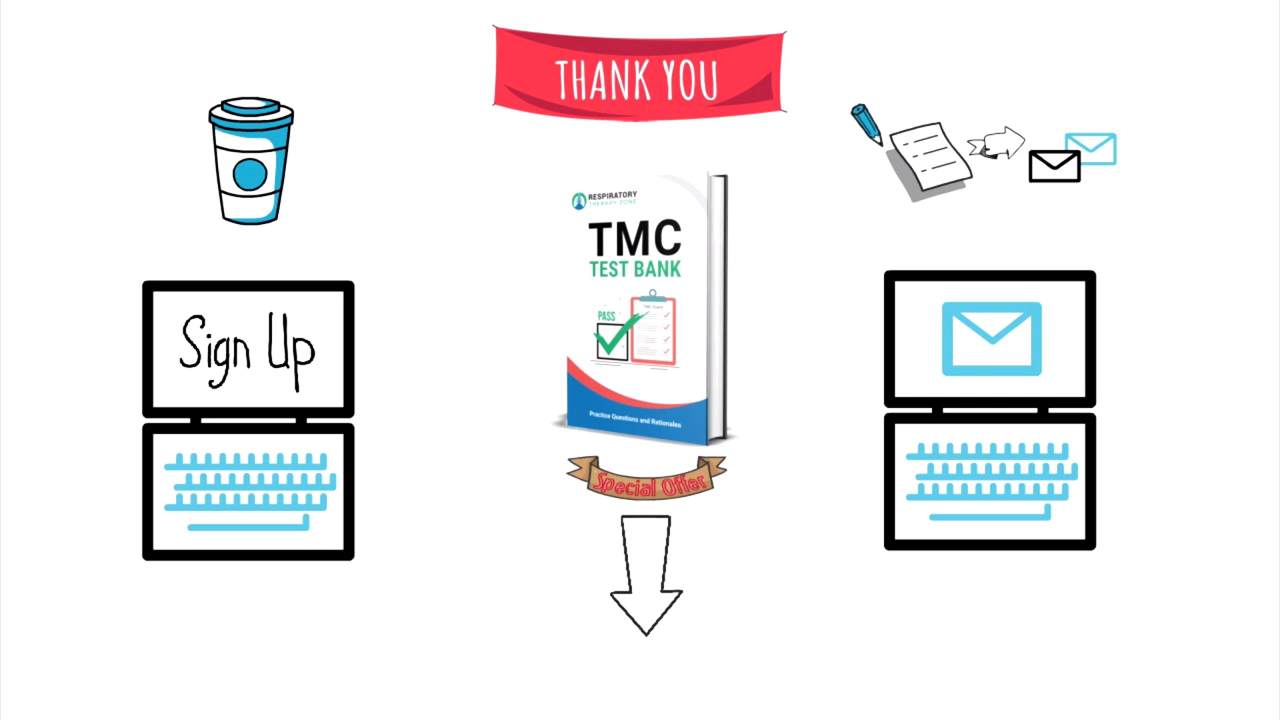 THANK YOU
RESPIRATORY
THERAPY ZONE
TMC
TEST BANK
PASS
Practice Questions and Rationales
Special Offer
Sign Up